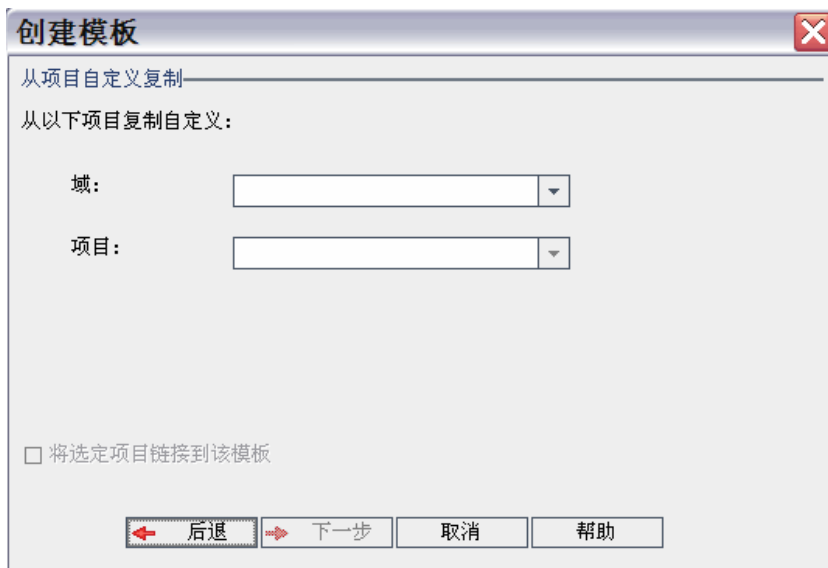 创建模板
从项目自定义复制
从以下项目复制自定义：
域：
项目：
将选定项目链接到该模板
后退 下一步 取消 帮助